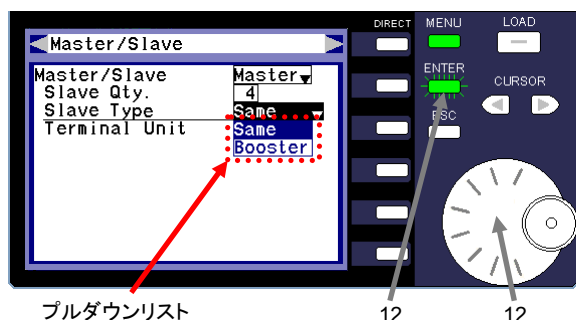 DIRECT MENU LOAD
Master/Slave
Master/Slave Master
Slave Qty. 4
Slave Type Same
Terminal Unit Same
Booster
ENTER
CURSOR
ESC
プルダウンリスト 12 12